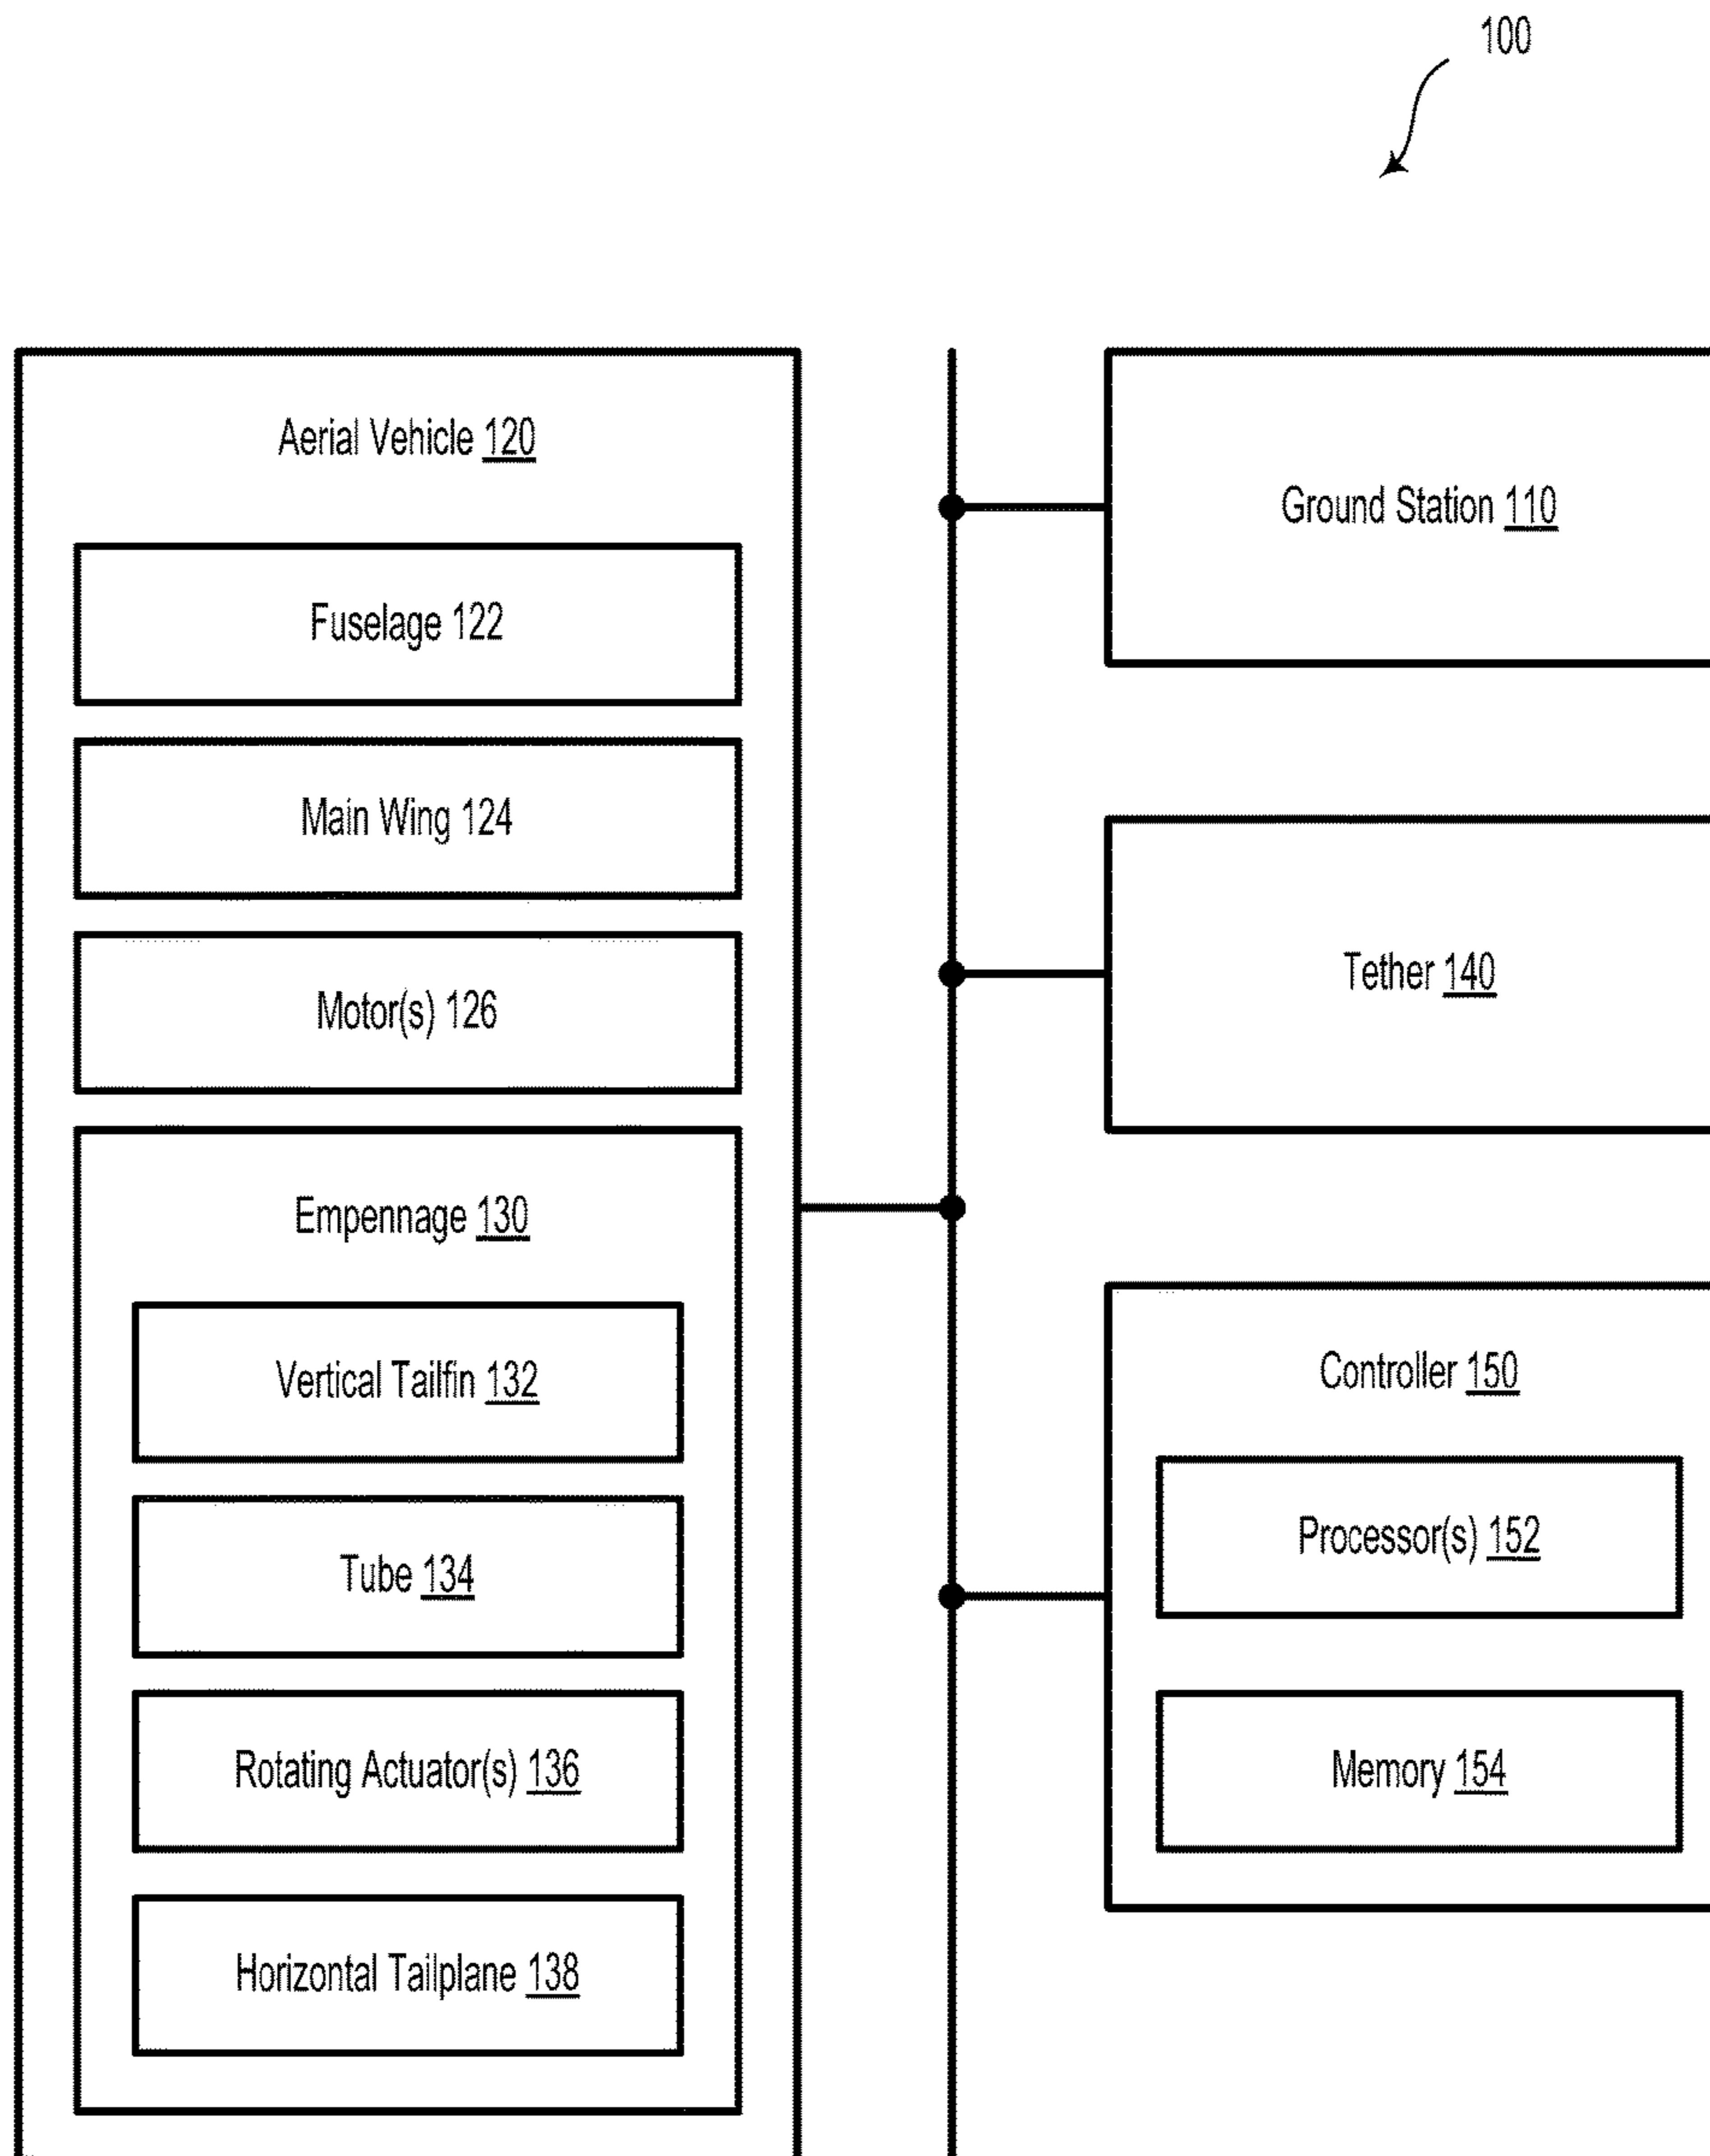 100
Aerial Vehicle 120
Fuselage 122
Main Wing 124
Motor(s) 126
Empennage 130
Vertical Tailfin 132
Tube 134
Rotating Actuator(s) 136
Horizontal Tailplane 138
Ground Station 110
Tether 140
Controller 150
Processor(s) 152
Memory 154